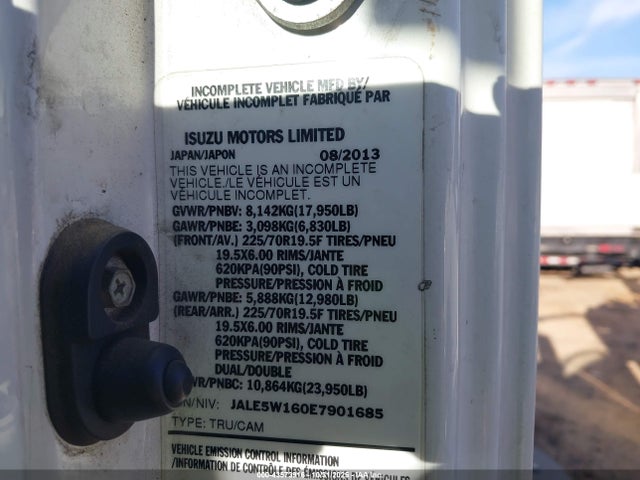 INCOMPLETE VEHICLE MFD BY/
VÉHICULE INCOMPLET FABRIQUÉ PAR
ISUZU MOTORS LIMITED
JAPAN/JAPON 08/2013
THIS VEHICLE IS AN INCOMPLETE
VEHICLE./LE VÉHICULE EST UN
VÉHICULE INCOMPLET.
GVWR/PNBV: 8,142KG(17,950LB)
GAWR/PNBE: 3,098KG(6,830LB)
(FRONT/AV.) 225/70R19.5F TIRES/PNEU
19.5X6.00 RIMS/JANTE
620KPA(90PSI), COLD TIRE
PRESSURE/PRESSION À FROID
GAWR/PNBE: 5,888KG(12,980LB)
(REAR/ARR.) 225/70R19.5F TIRES/PNEU
19.5X6.00 RIMS/JANTE
620KPA(90PSI), COLD TIRE
PRESSURE/PRESSION À FROID
DUAL/DOUBLE
WR/PNBC: 10,864KG(23,950LB)
N/NIV: JALE5W160E7901685
TYPE: TRU/CAM
VEHICLE EMISSION CONTROL INFORMATION
/INFORMATION DE CONTRÔLE DES